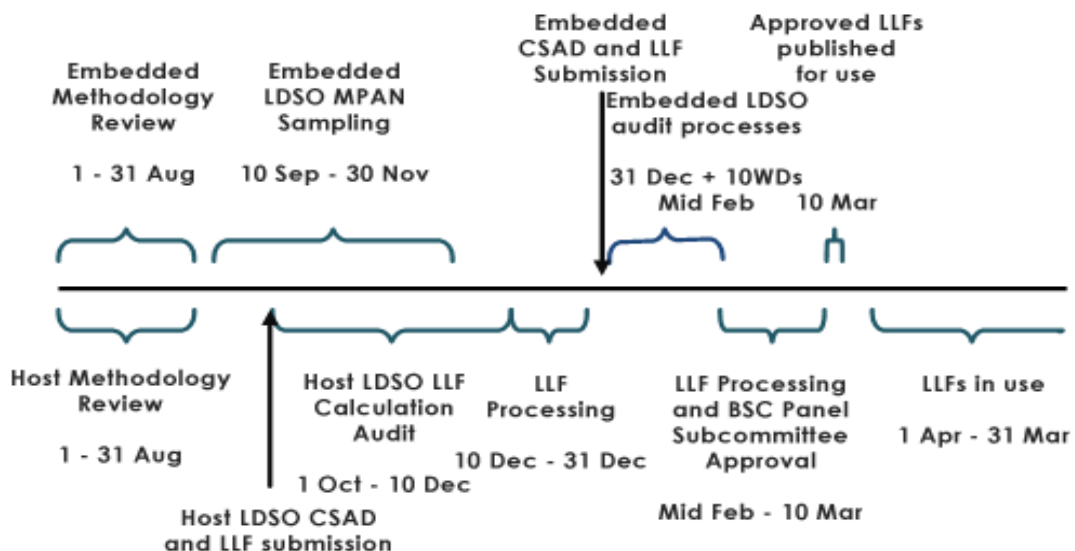 Embedded
Methodology
Review
1 - 31 Aug
Embedded
LDSO MPAN
Sampling
10 Sep - 30 Nov
Embedded
CSAD and LLF
Submission
Embedded LDSO
audit processes
31 Dec + 10WDs
Mid Feb
Approved LLFs
published
for use
10 Mar
Host Methodology
Review
1 - 31 Aug
Host LDSO CSAD
and LLF submission
Host LDSO LLF
Calculation
Audit
1 Oct - 10 Dec
LLF
Processing
10 Dec - 31 Dec
LLF Processing
and BSC Panel
Subcommittee
Approval
Mid Feb - 10 Mar
LLFs in use
1 Apr - 31 Mar